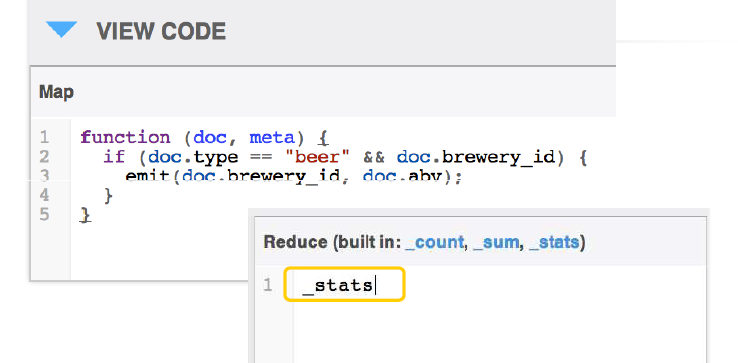 VIEW CODE
Map
1 function (doc, meta) {
2 if (doc.type == "beer" && doc.brewery_id) {
3 emit(doc.brewery_id, doc.abv);
4 }
5 }
Reduce (built in: _count, _sum, _stats)
1 _stats